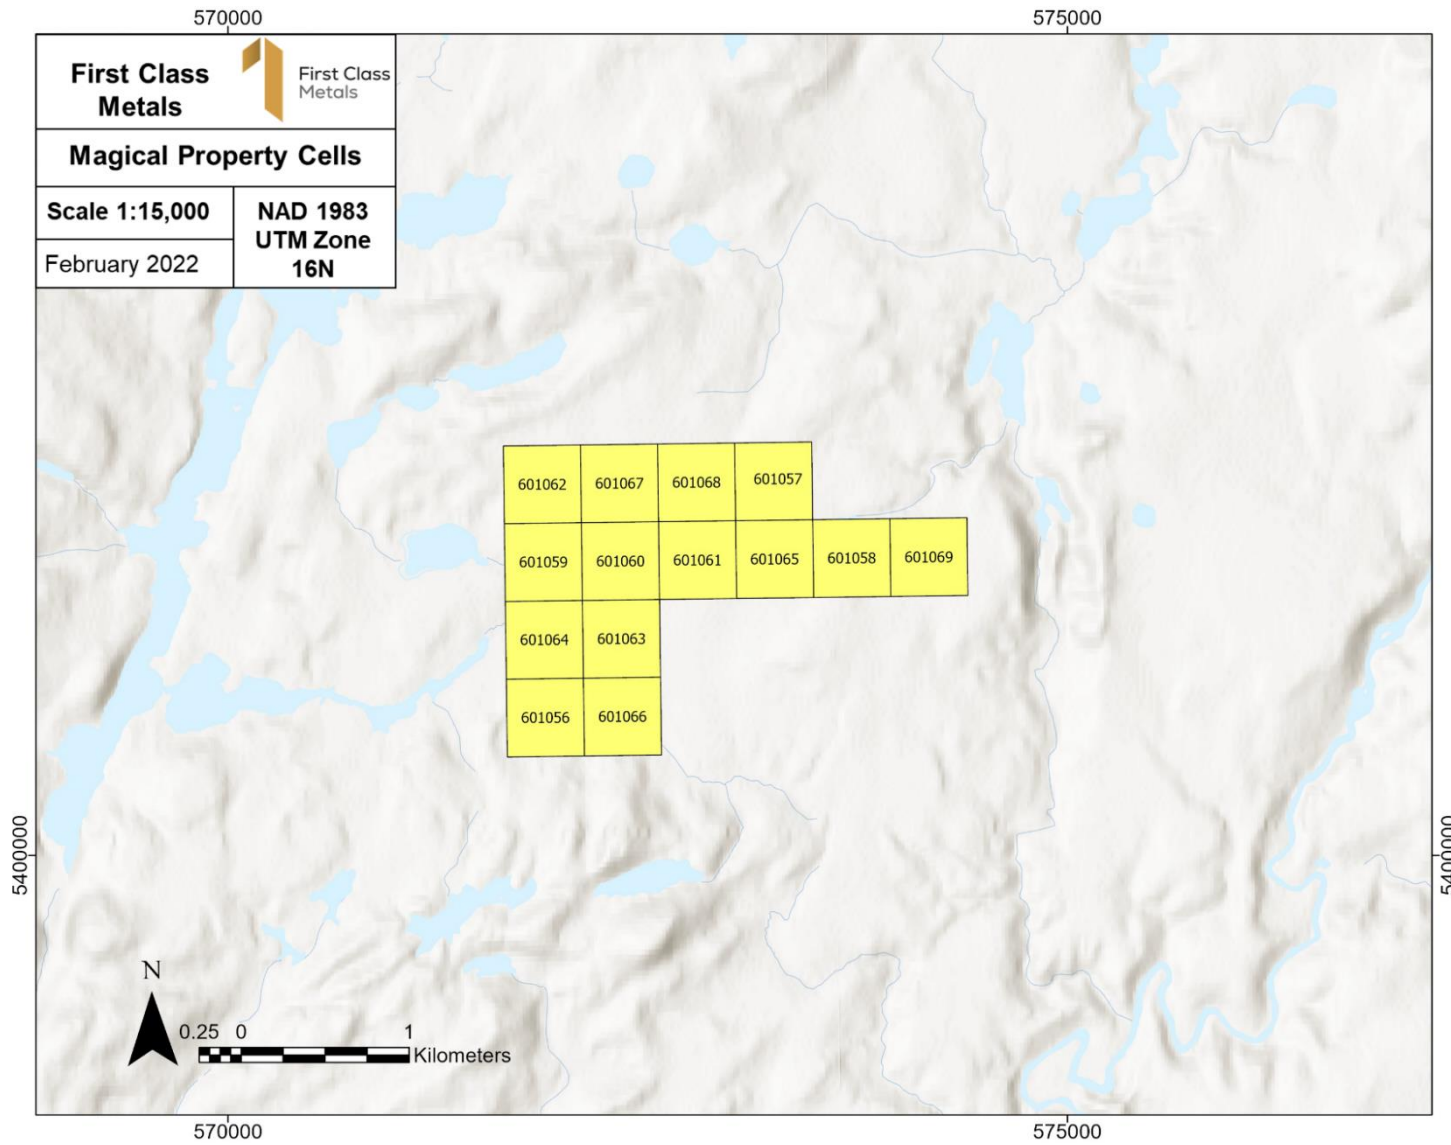 570000 575000
First Class
Metals
First Class
Metals
Magical Property Cells
Scale 1:15,000
February 2022
NAD 1983
UTM Zone
16N
601062 601067 601068 601057
601059 601060 601061 601065 601058 601069
601064 601063
601056 601066
5400000 5400000
N
0.25 0 1
Kilometers
570000 575000